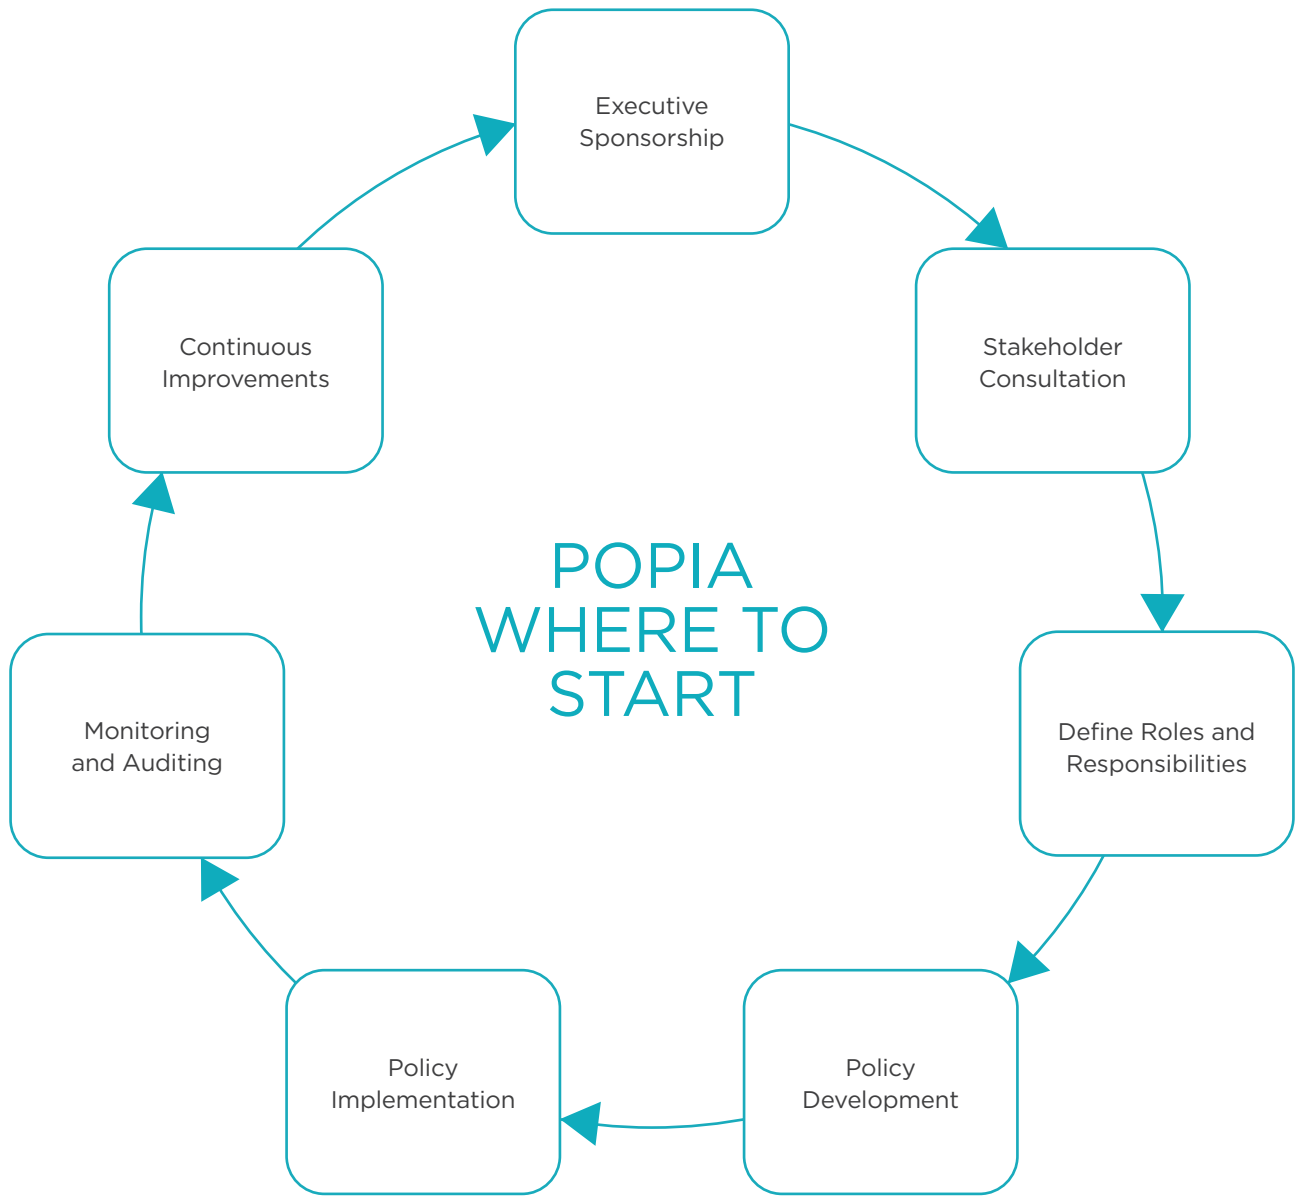 Executive
Sponsorship
Stakeholder
Consultation
Define Roles and
Responsibilities
Policy
Development
Policy
Implementation
Monitoring
and Auditing
Continuous
Improvements
POPIA
WHERE TO
START